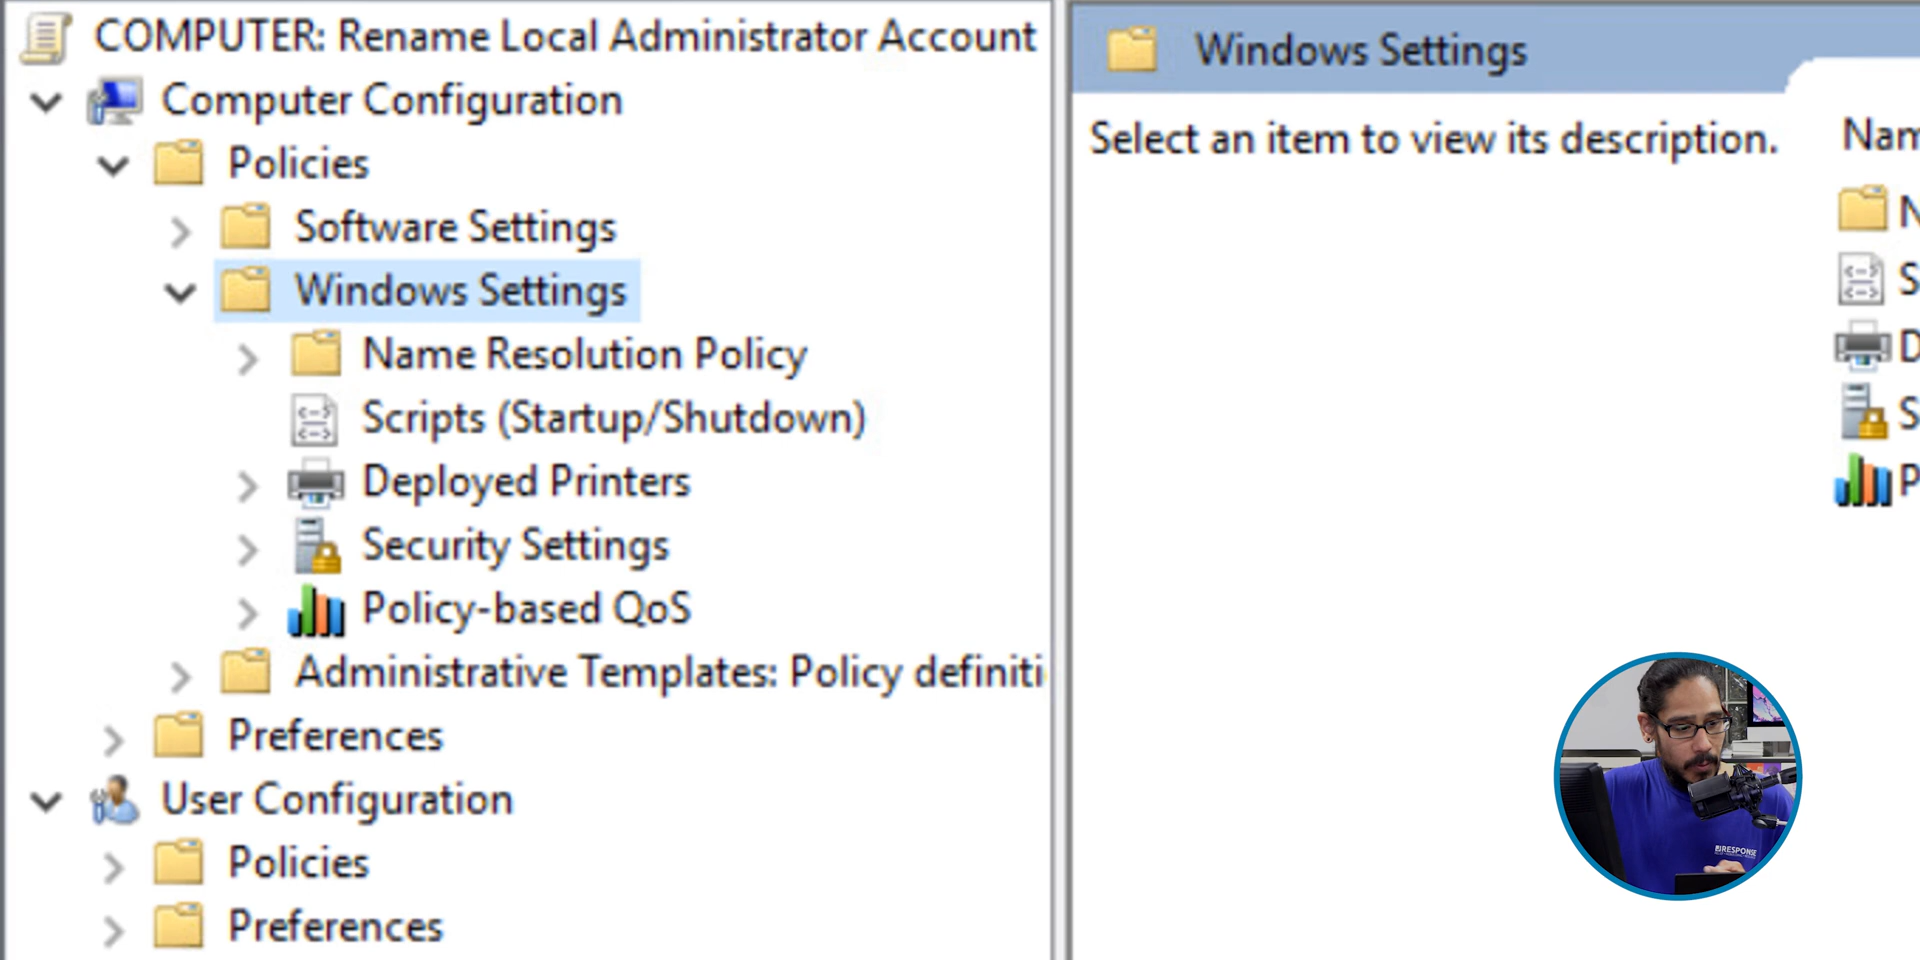 COMPUTER: Rename Local Administrator Account
Computer Configuration
Policies
Software Settings
Windows Settings
Name Resolution Policy
Scripts (Startup/Shutdown)
Deployed Printers
Security Settings
Policy-based QoS
Administrative Templates: Policy definiti
Preferences
User Configuration
Policies
Preferences
Windows Settings
Select an item to view its description.
Nam
N
S
D
S
P
RESPONSE